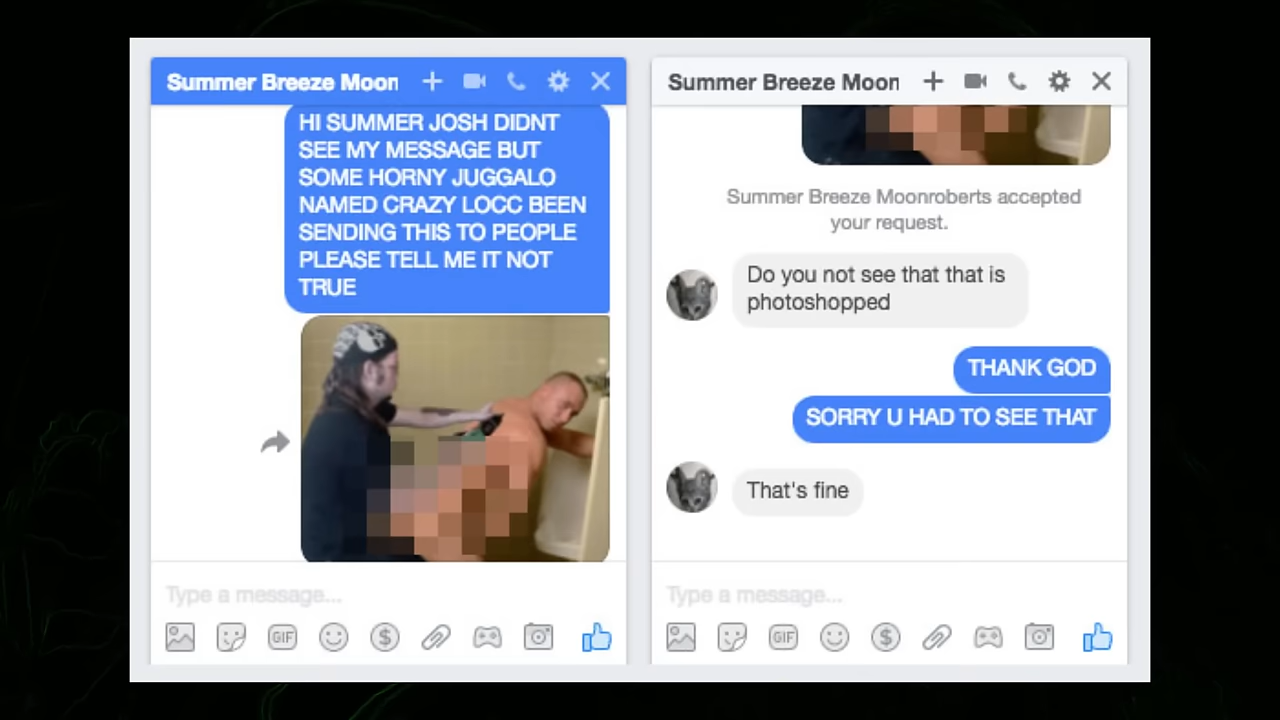 Summer Breeze Moon
HI SUMMER JOSH DIDNT
SEE MY MESSAGE BUT
SOME HORNY JUGGALO
NAMED CRAZY LOCC BEEN
SENDING THIS TO PEOPLE
PLEASE TELL ME IT NOT
TRUE
Type a message...
GIF
$
Summer Breeze Moon
Summer Breeze Moonroberts accepted
your request.
Do you not see that that is
photoshopped
THANK GOD
SORRY U HAD TO SEE THAT
That's fine
Type a message...
GIF
$